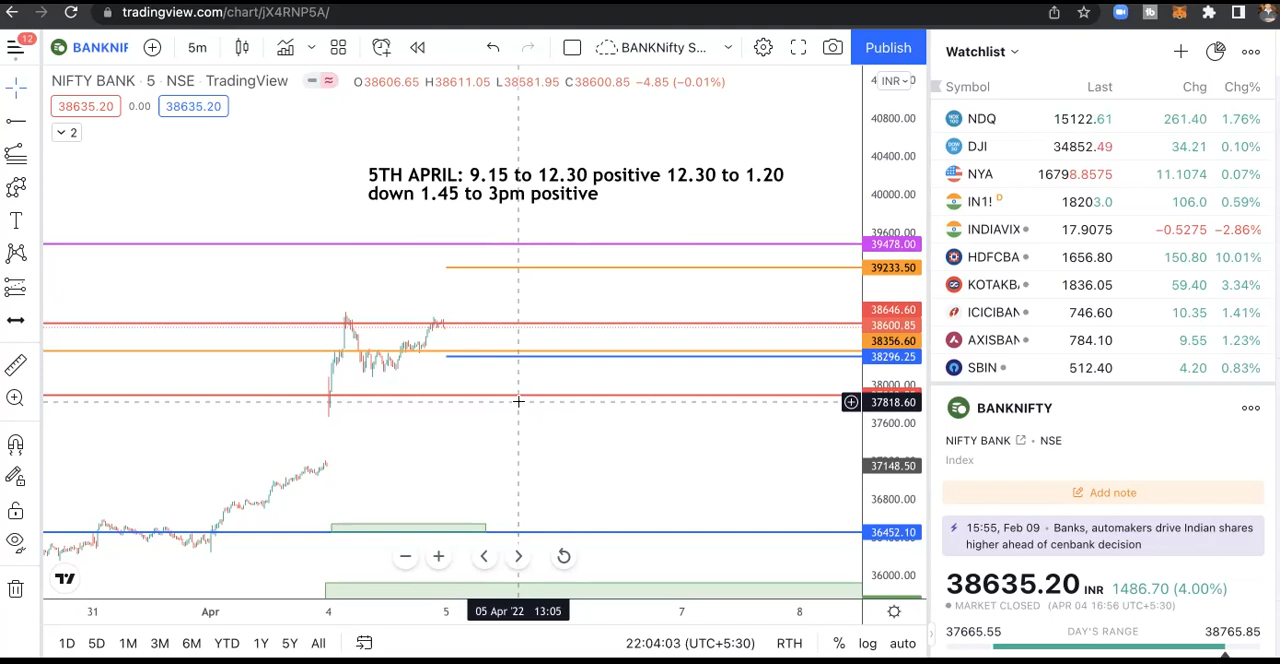 tradingview.com/chart/jX4RNP5A/
12
BANKNIF
5m
BANKNifty S...
Publish
NIFTY BANK • 5 • NSE • TradingView
O38606.65 H38611.05 L38581.95 C38600.85 −4.85 (−0.01%)
38635.20 0.00 38635.20
2
INR
40800.00
40400.00
40000.00
39600.00
39478.00
39233.50
38646.60
38600.85
38356.60
38296.25
38000.00
37818.60
37600.00
37148.50
36800.00
36452.10
36000.00
5TH APRIL: 9.15 to 12.30 positive 12.30 to 1.20
down 1.45 to 3pm positive
31 Apr 4 5 05 Apr '22 13:05 7 8
1D 5D 1M 3M 6M YTD 1Y 5Y All
22:04:03 (UTC+5:30) RTH % log auto
Watchlist
Symbol Last Chg Chg%
NDQ 15122.61 261.40 1.76%
DJI 34852.49 34.21 0.10%
NYA 16798.8575 11.1074 0.07%
IN1! D 18203.0 106.0 0.59%
INDIAVIX 17.9075 −0.5275 −2.86%
HDFCBA 1656.80 150.80 10.01%
KOTAKB 1836.05 59.40 3.34%
ICICIBAN 746.60 10.35 1.41%
AXISBAN 784.10 9.55 1.23%
SBIN 512.40 4.20 0.83%
BANKNIFTY
NIFTY BANK • NSE
Index
Add note
15:55, Feb 09 • Banks, automakers drive Indian shares
higher ahead of cenbank decision
38635.20 INR 1486.70 (4.00%)
MARKET CLOSED (APR 04 16:56 UTC+5:30)
37665.55 DAY'S RANGE 38765.85